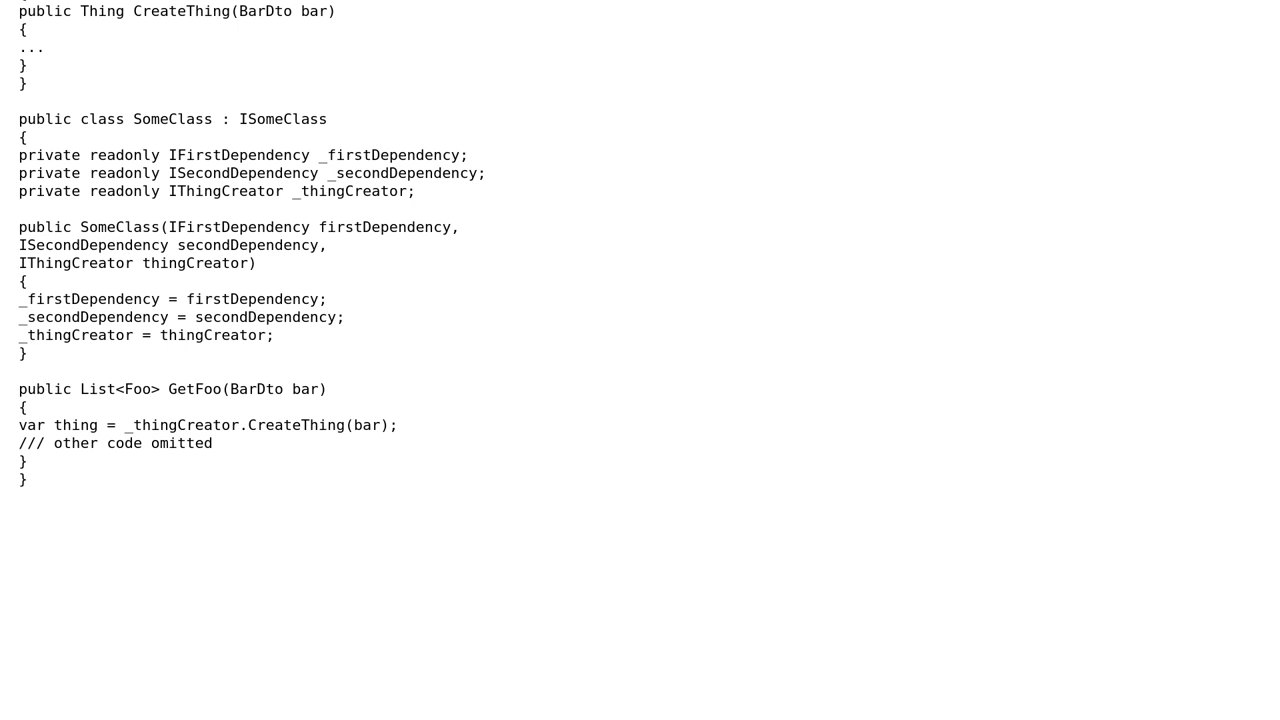 public Thing CreateThing(BarDto bar)
{
...
}
}

public class SomeClass : ISomeClass
{
private readonly IFirstDependency _firstDependency;
private readonly ISecondDependency _secondDependency;
private readonly IThingCreator _thingCreator;

public SomeClass(IFirstDependency firstDependency,
ISecondDependency secondDependency,
IThingCreator thingCreator)
{
_firstDependency = firstDependency;
_secondDependency = secondDependency;
_thingCreator = thingCreator;
}

public List<Foo> GetFoo(BarDto bar)
{
var thing = _thingCreator.CreateThing(bar);
/// other code omitted
}
}